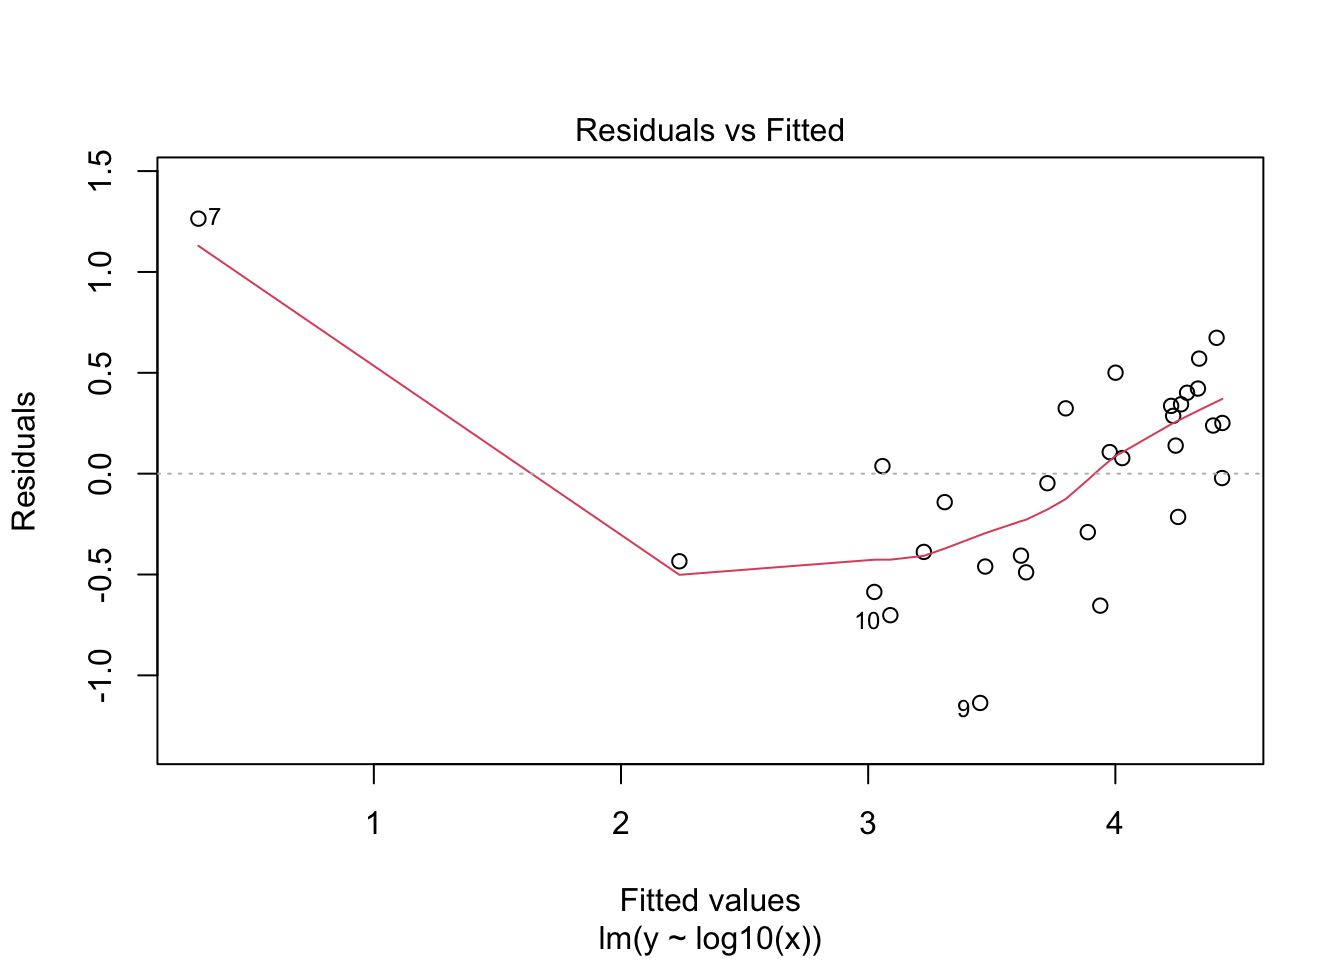 Residuals vs Fitted
Residuals
1.5
1.0
0.5
0.0
-0.5
-1.0
7
10
9
1 2 3 4
Fitted values
lm(y ~ log10(x))